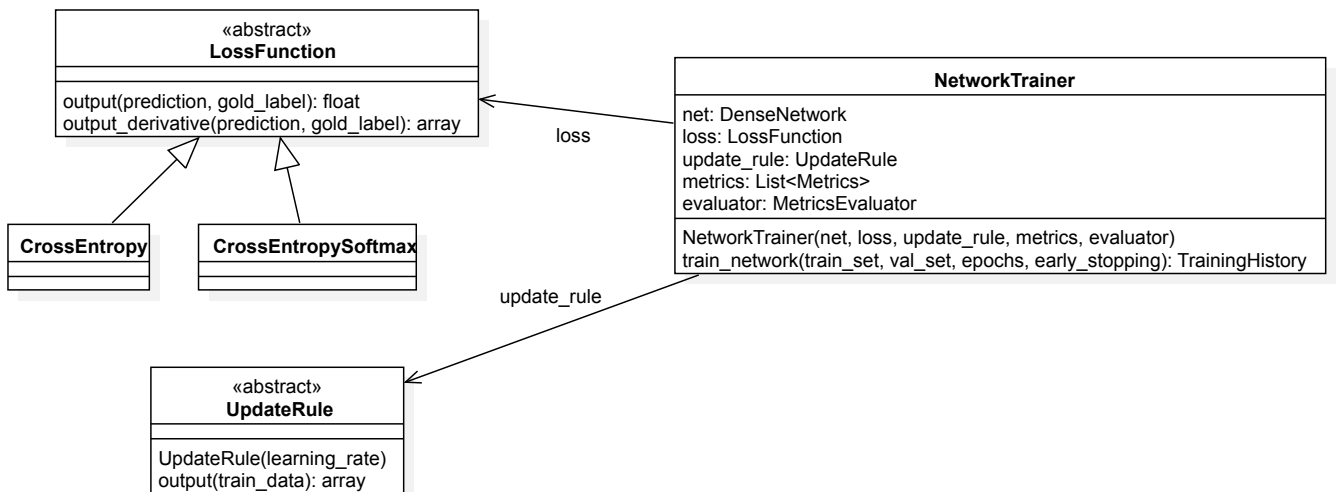 «abstract»
LossFunction
output(prediction, gold_label): float
output_derivative(prediction, gold_label): array
loss
NetworkTrainer
net: DenseNetwork
loss: LossFunction
update_rule: UpdateRule
metrics: List<Metrics>
evaluator: MetricsEvaluator
NetworkTrainer(net, loss, update_rule, metrics, evaluator)
train_network(train_set, val_set, epochs, early_stopping): TrainingHistory
CrossEntropy
CrossEntropySoftmax
update_rule
«abstract»
UpdateRule
UpdateRule(learning_rate)
output(train_data): array